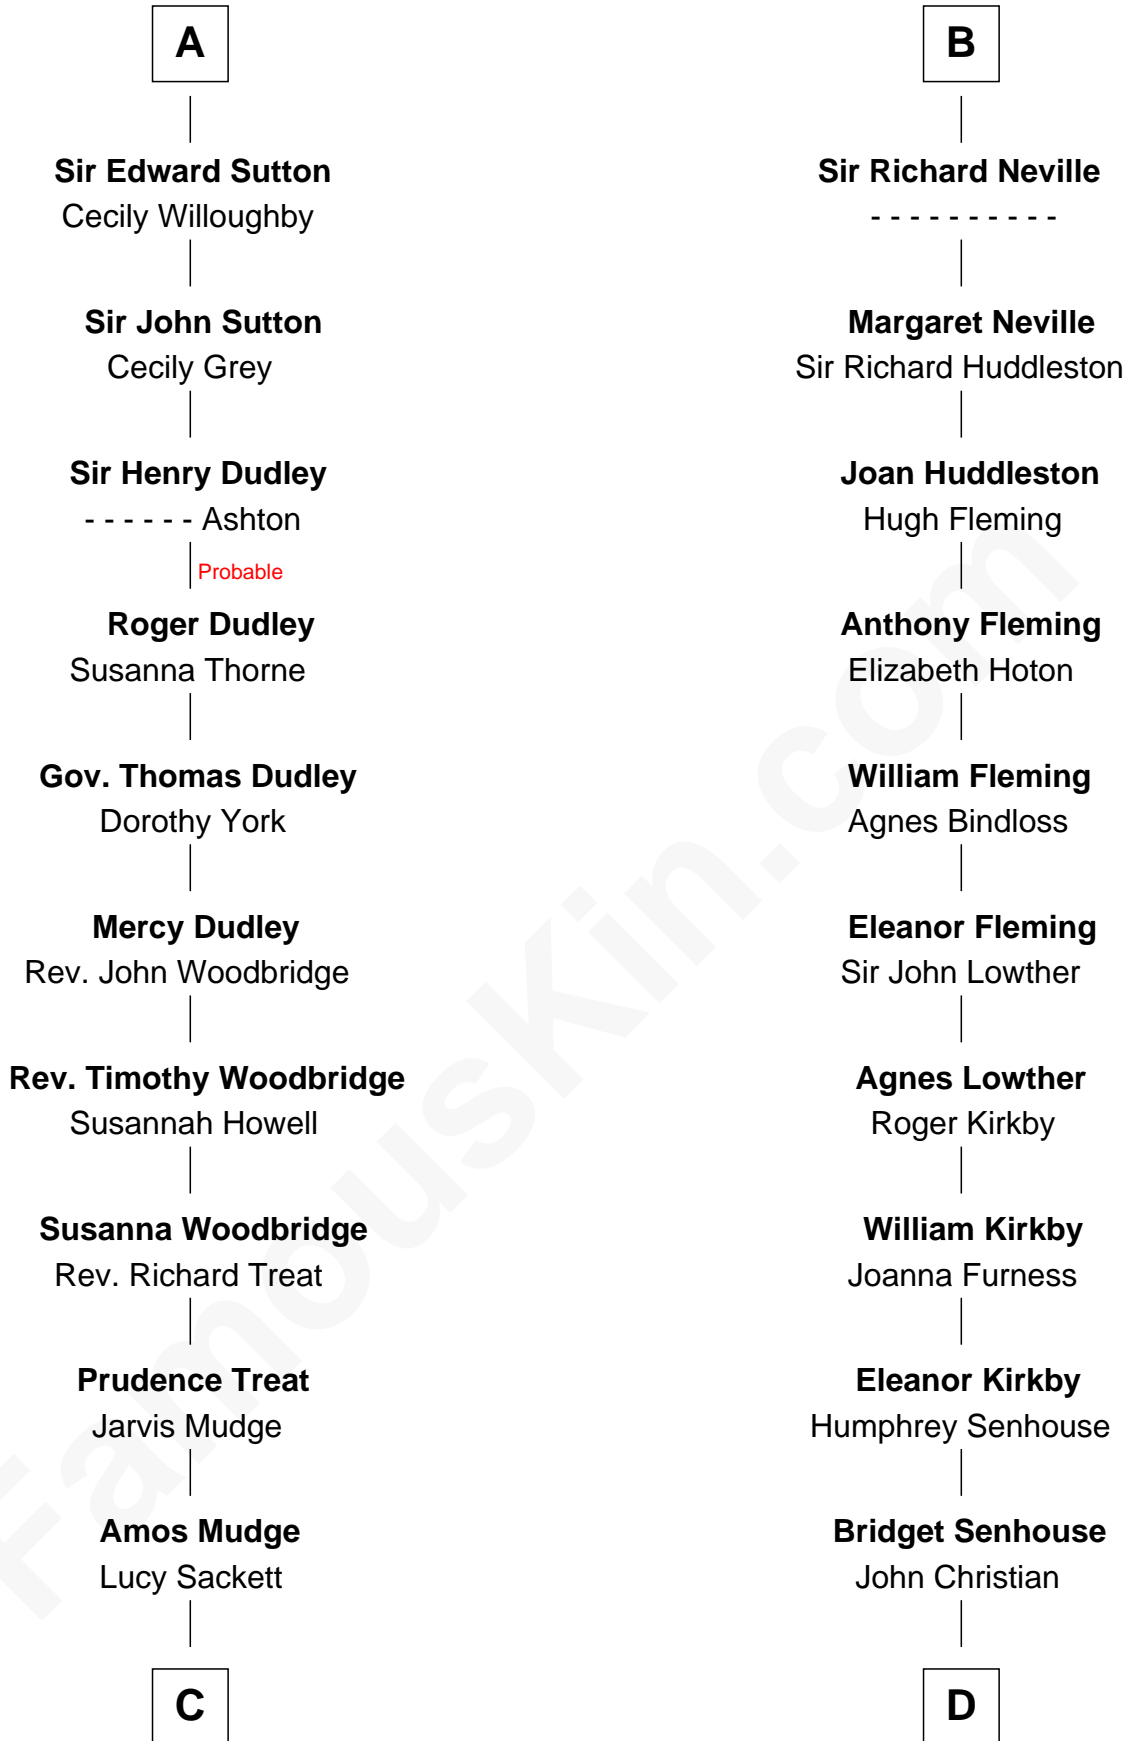 A
Sir Edward Sutton
Cecily Willoughby
Sir John Sutton
Cecily Grey
Sir Henry Dudley
- - - - - - Ashton
Probable
Roger Dudley
Susanna Thorne
Gov. Thomas Dudley
Dorothy York
Mercy Dudley
Rev. John Woodbridge
Rev. Timothy Woodbridge
Susannah Howell
Susanna Woodbridge
Rev. Richard Treat
Prudence Treat
Jarvis Mudge
Amos Mudge
Lucy Sackett
C
B
Sir Richard Neville
- - - - - - - - - -
Margaret Neville
Sir Richard Huddleston
Joan Huddleston
Hugh Fleming
Anthony Fleming
Elizabeth Hoton
William Fleming
Agnes Bindloss
Eleanor Fleming
Sir John Lowther
Agnes Lowther
Roger Kirkby
William Kirkby
Joanna Furness
Eleanor Kirkby
Humphrey Senhouse
Bridget Senhouse
John Christian
D
FamousKin.com